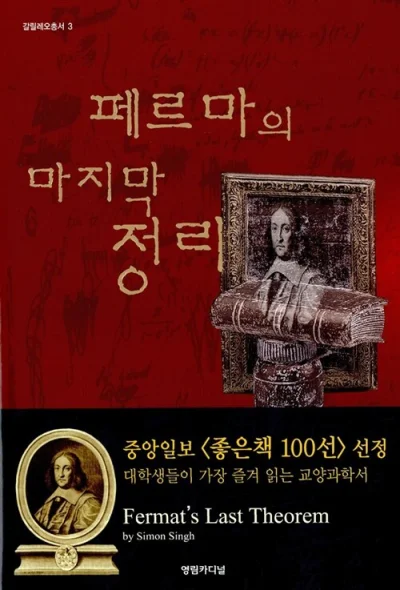 갈릴레오총서 3
페르마의
마지막
정리
중앙일보 〈좋은책 100선〉 선정
대학생들이 가장 즐겨 읽는 교양과학서
Fermat's Last Theorem
by Simon Singh
영림카디널